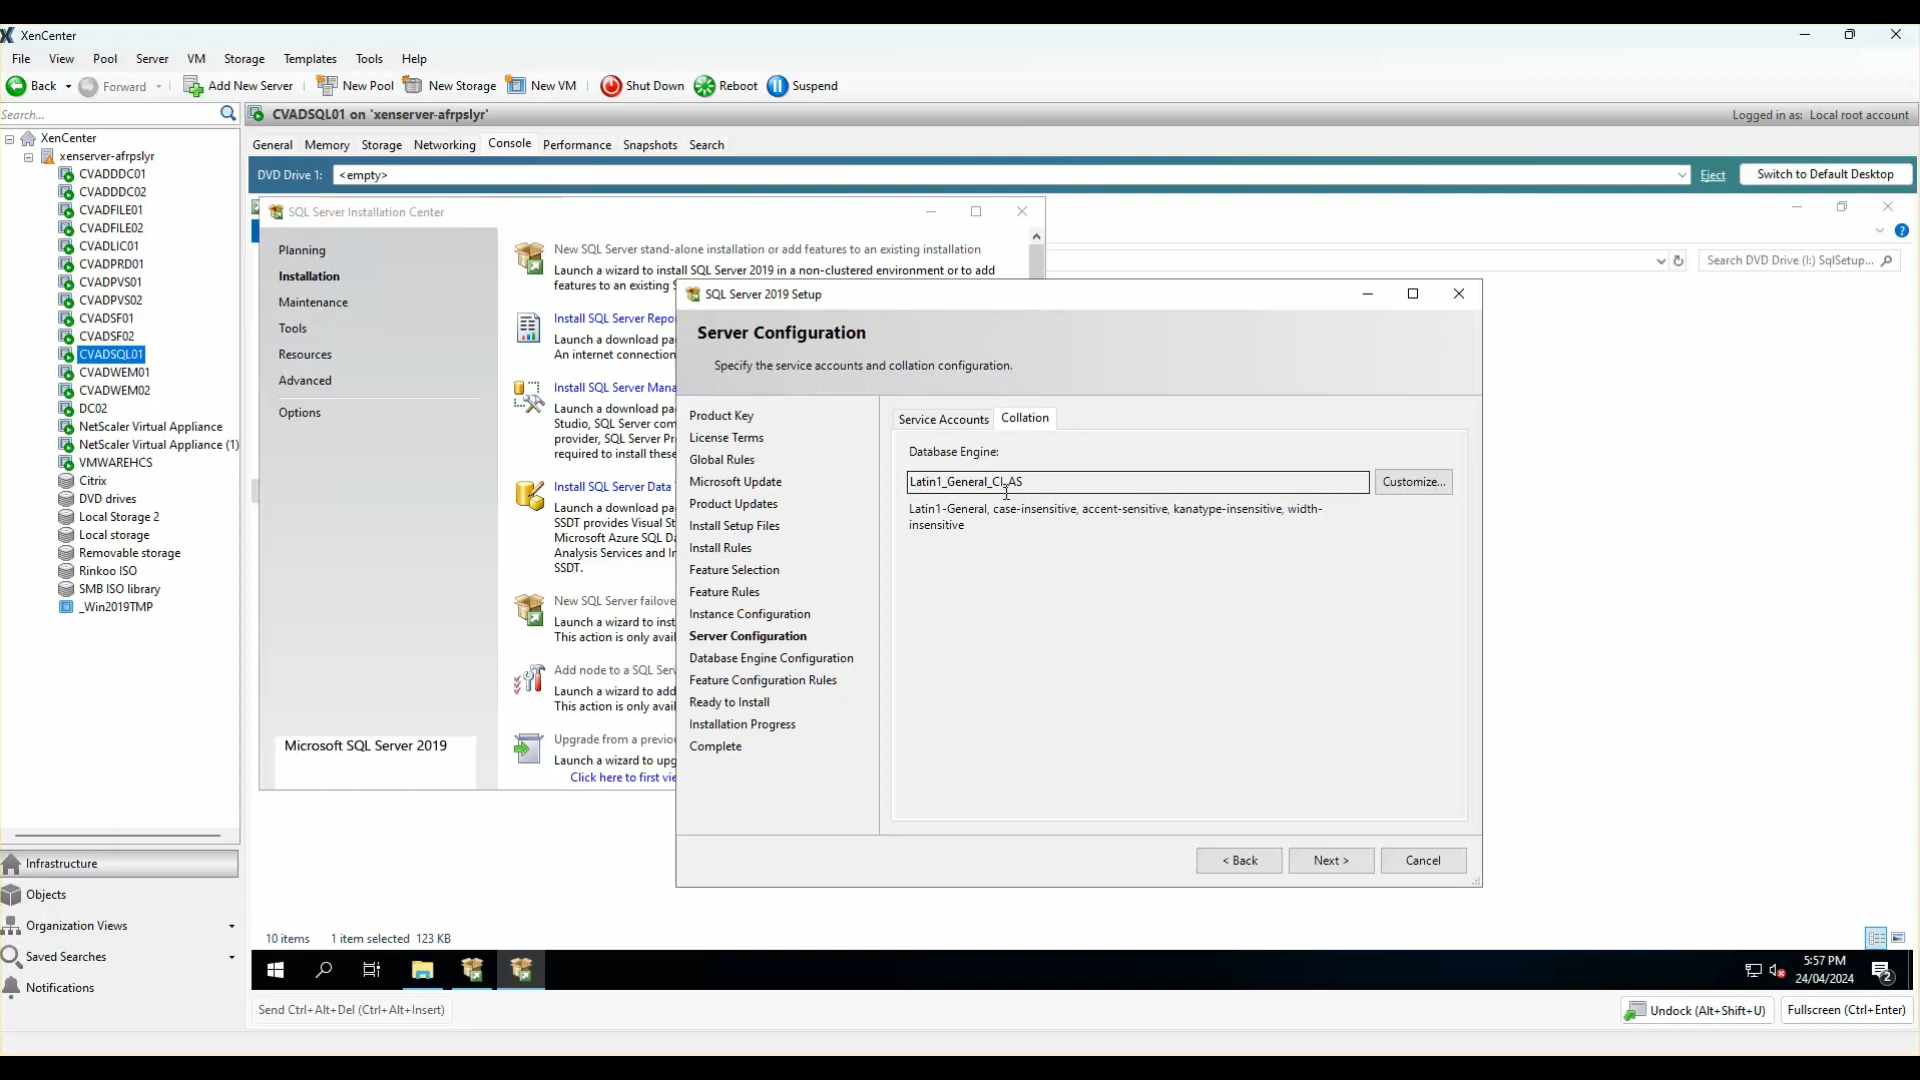 XenCenter
File View Pool Server VM Storage Templates Tools Help
Back Forward Add New Server New Pool New Storage New VM Shut Down Reboot Suspend
Search...
CVADSQL01 on 'xenserver-afrpslyr'
Logged in as: Local root account
XenCenter
xenserver-afrpslyr
CVADDDC01
CVADDDC02
CVADFILE01
CVADFILE02
CVADLIC01
CVADPRD01
CVADPVS01
CVADPVS02
CVADSF01
CVADSF02
CVADSQL01
CVADWEM01
CVADWEM02
DC02
NetScaler Virtual Appliance
NetScaler Virtual Appliance (1)
VMWAREHCS
Citrix
DVD drives
Local Storage 2
Local storage
Removable storage
Rinkoo ISO
SMB ISO library
_Win2019TMP
Infrastructure
Objects
Organization Views
Saved Searches
Notifications
General Memory Storage Networking Console Performance Snapshots Search
DVD Drive 1: <empty> Eject Switch to Default Desktop
SQL Server Installation Center
Planning
Installation
Maintenance
Tools
Resources
Advanced
Options
Microsoft SQL Server 2019
New SQL Server stand-alone installation or add features to an existing installation
Launch a wizard to install SQL Server 2019 in a non-clustered environment or to add
features to an existing S
Install SQL Server Repo
Launch a download pa
An internet connection
Install SQL Server Mana
Launch a download pa
Studio, SQL Server com
provider, SQL Server Pr
required to install these
Install SQL Server Data
Launch a download pa
SSDT provides Visual St
Microsoft Azure SQL Da
Analysis Services and In
SSDT.
New SQL Server failove
Launch a wizard to inst
This action is only avai
Add node to a SQL Serv
Launch a wizard to add
This action is only avai
Upgrade from a previou
Launch a wizard to upg
Click here to first vie
Search DVD Drive (I:) SqlSetup...
SQL Server 2019 Setup
Server Configuration
Specify the service accounts and collation configuration.
Product Key
License Terms
Global Rules
Microsoft Update
Product Updates
Install Setup Files
Install Rules
Feature Selection
Feature Rules
Instance Configuration
Server Configuration
Database Engine Configuration
Feature Configuration Rules
Ready to Install
Installation Progress
Complete
Service Accounts Collation
Database Engine:
Latin1_General_CI_AS Customize...
Latin1-General, case-insensitive, accent-sensitive, kanatype-insensitive, width-
insensitive
< Back Next > Cancel
10 items 1 item selected 123 KB
5:57 PM
24/04/2024
2
Send Ctrl+Alt+Del (Ctrl+Alt+Insert)
Undock (Alt+Shift+U) Fullscreen (Ctrl+Enter)